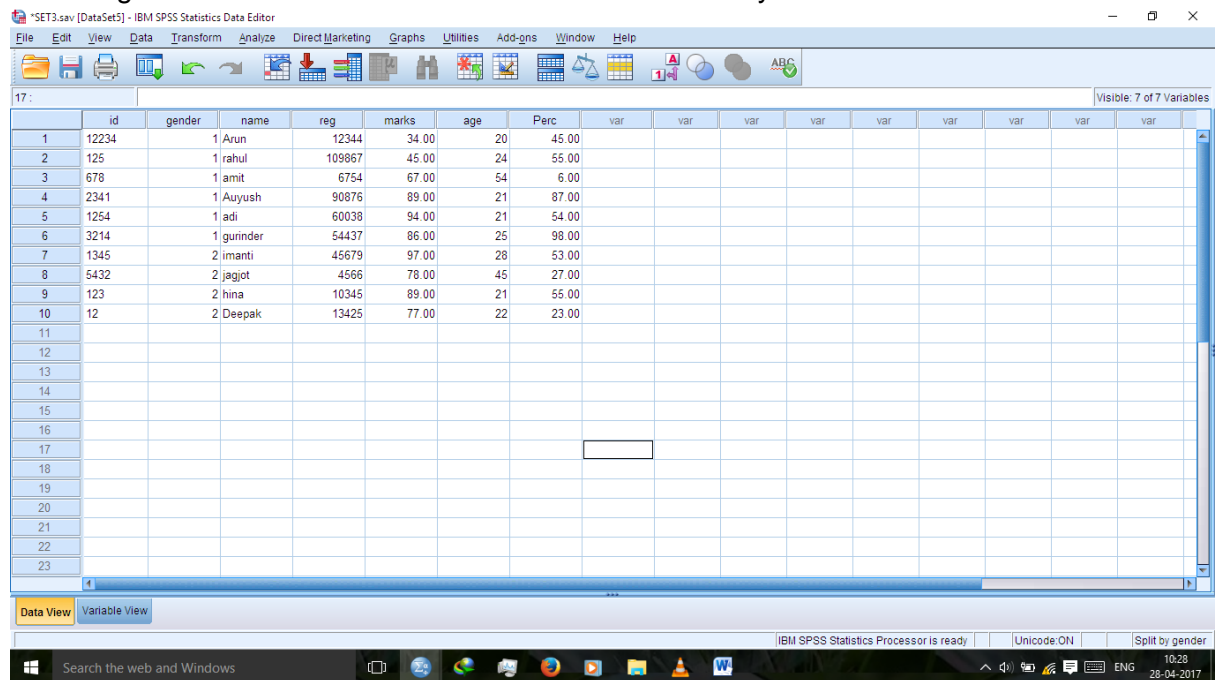 *SET3.sav [DataSet5] - IBM SPSS Statistics Data Editor
File Edit View Data Transform Analyze Direct Marketing Graphs Utilities Add-ons Window Help
17 :
Visible: 7 of 7 Variables
id gender name reg marks age Perc var var var var var var var var
1 12234 1 Arun 12344 34.00 20 45.00
2 125 1 rahul 109867 45.00 24 55.00
3 678 1 amit 6754 67.00 54 6.00
4 2341 1 Auyush 90876 89.00 21 87.00
5 1254 1 adi 60038 94.00 21 54.00
6 3214 1 gurinder 54437 86.00 25 98.00
7 1345 2 imanti 45679 97.00 28 53.00
8 5432 2 jagjot 4566 78.00 45 27.00
9 123 2 hina 10345 89.00 21 55.00
10 12 2 Deepak 13425 77.00 22 23.00
11
12
13
14
15
16
17
18
19
20
21
22
23
Data View Variable View
IBM SPSS Statistics Processor is ready Unicode:ON Split by gender
Search the web and Windows
ENG 10:28
28-04-2017